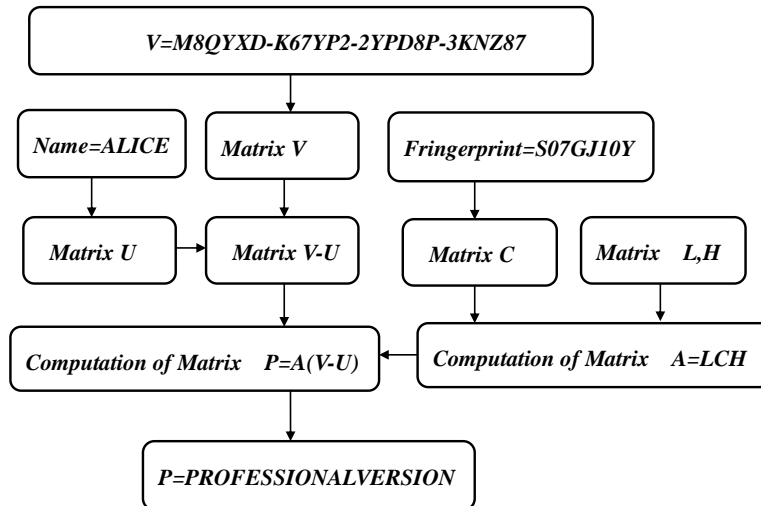 V=M8QYXD-K67YP2-2YPD8P-3KNZ87
Name=ALICE
Matrix V
Fringerprint=S07GJ10Y
Matrix U
Matrix V-U
Matrix C
Matrix L,H
Computation of Matrix P=A(V-U)
Computation of Matrix A=LCH
P=PROFESSIONALVERSION